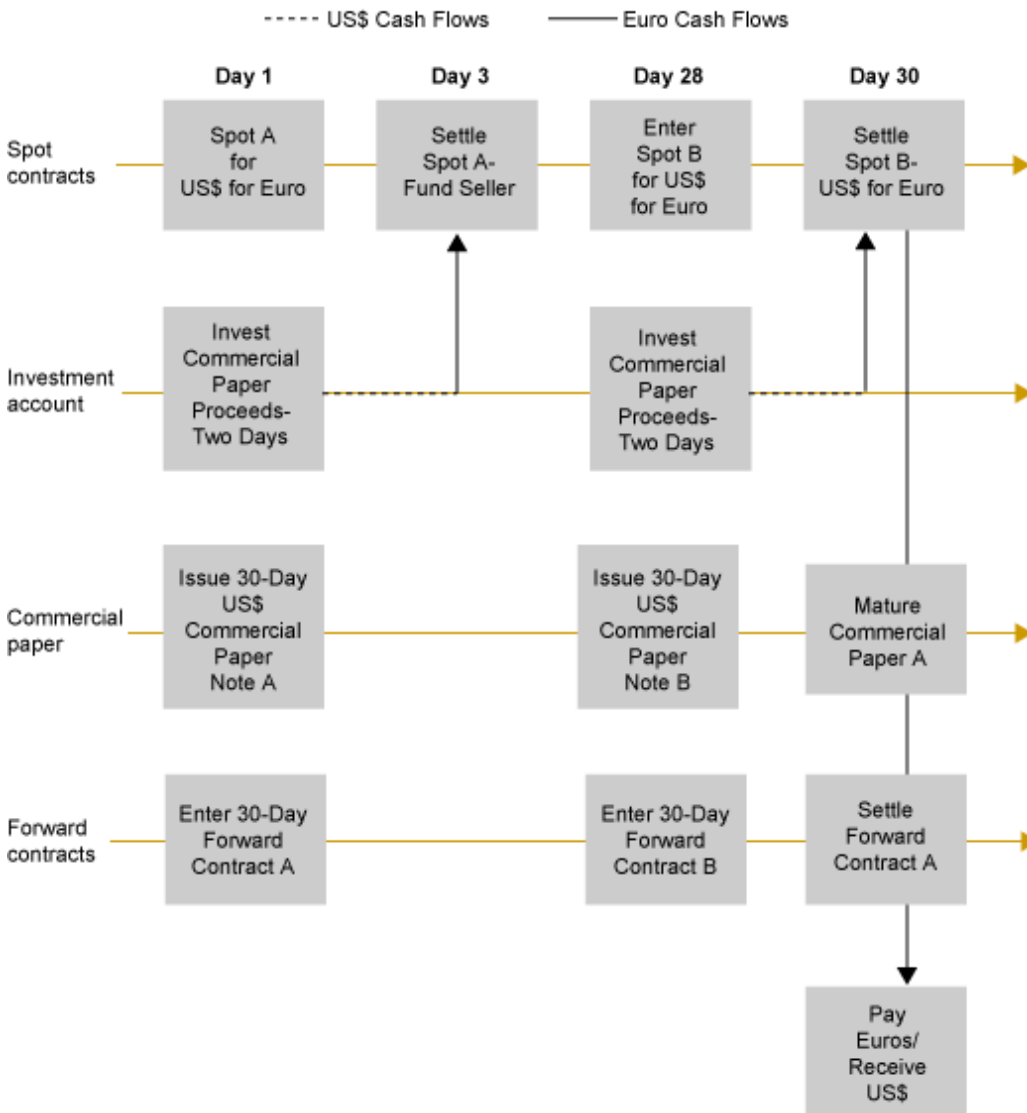 US$ Cash Flows
Euro Cash Flows
Day 1
Day 3
Day 28
Day 30
Spot
contracts
Spot A
for
US$ for Euro
Settle
Spot A-
Fund Seller
Enter
Spot B
for US$
for Euro
Settle
Spot B-
US$ for Euro
Investment
account
Invest
Commercial
Paper
Proceeds-
Two Days
Invest
Commercial
Paper
Proceeds-
Two Days
Commercial
paper
Issue 30-Day
US$
Commercial
Paper
Note A
Issue 30-Day
US$
Commercial
Paper
Note B
Mature
Commercial
Paper A
Forward
contracts
Enter 30-Day
Forward
Contract A
Enter 30-Day
Forward
Contract B
Settle
Forward
Contract A
Pay
Euros/
Receive
US$